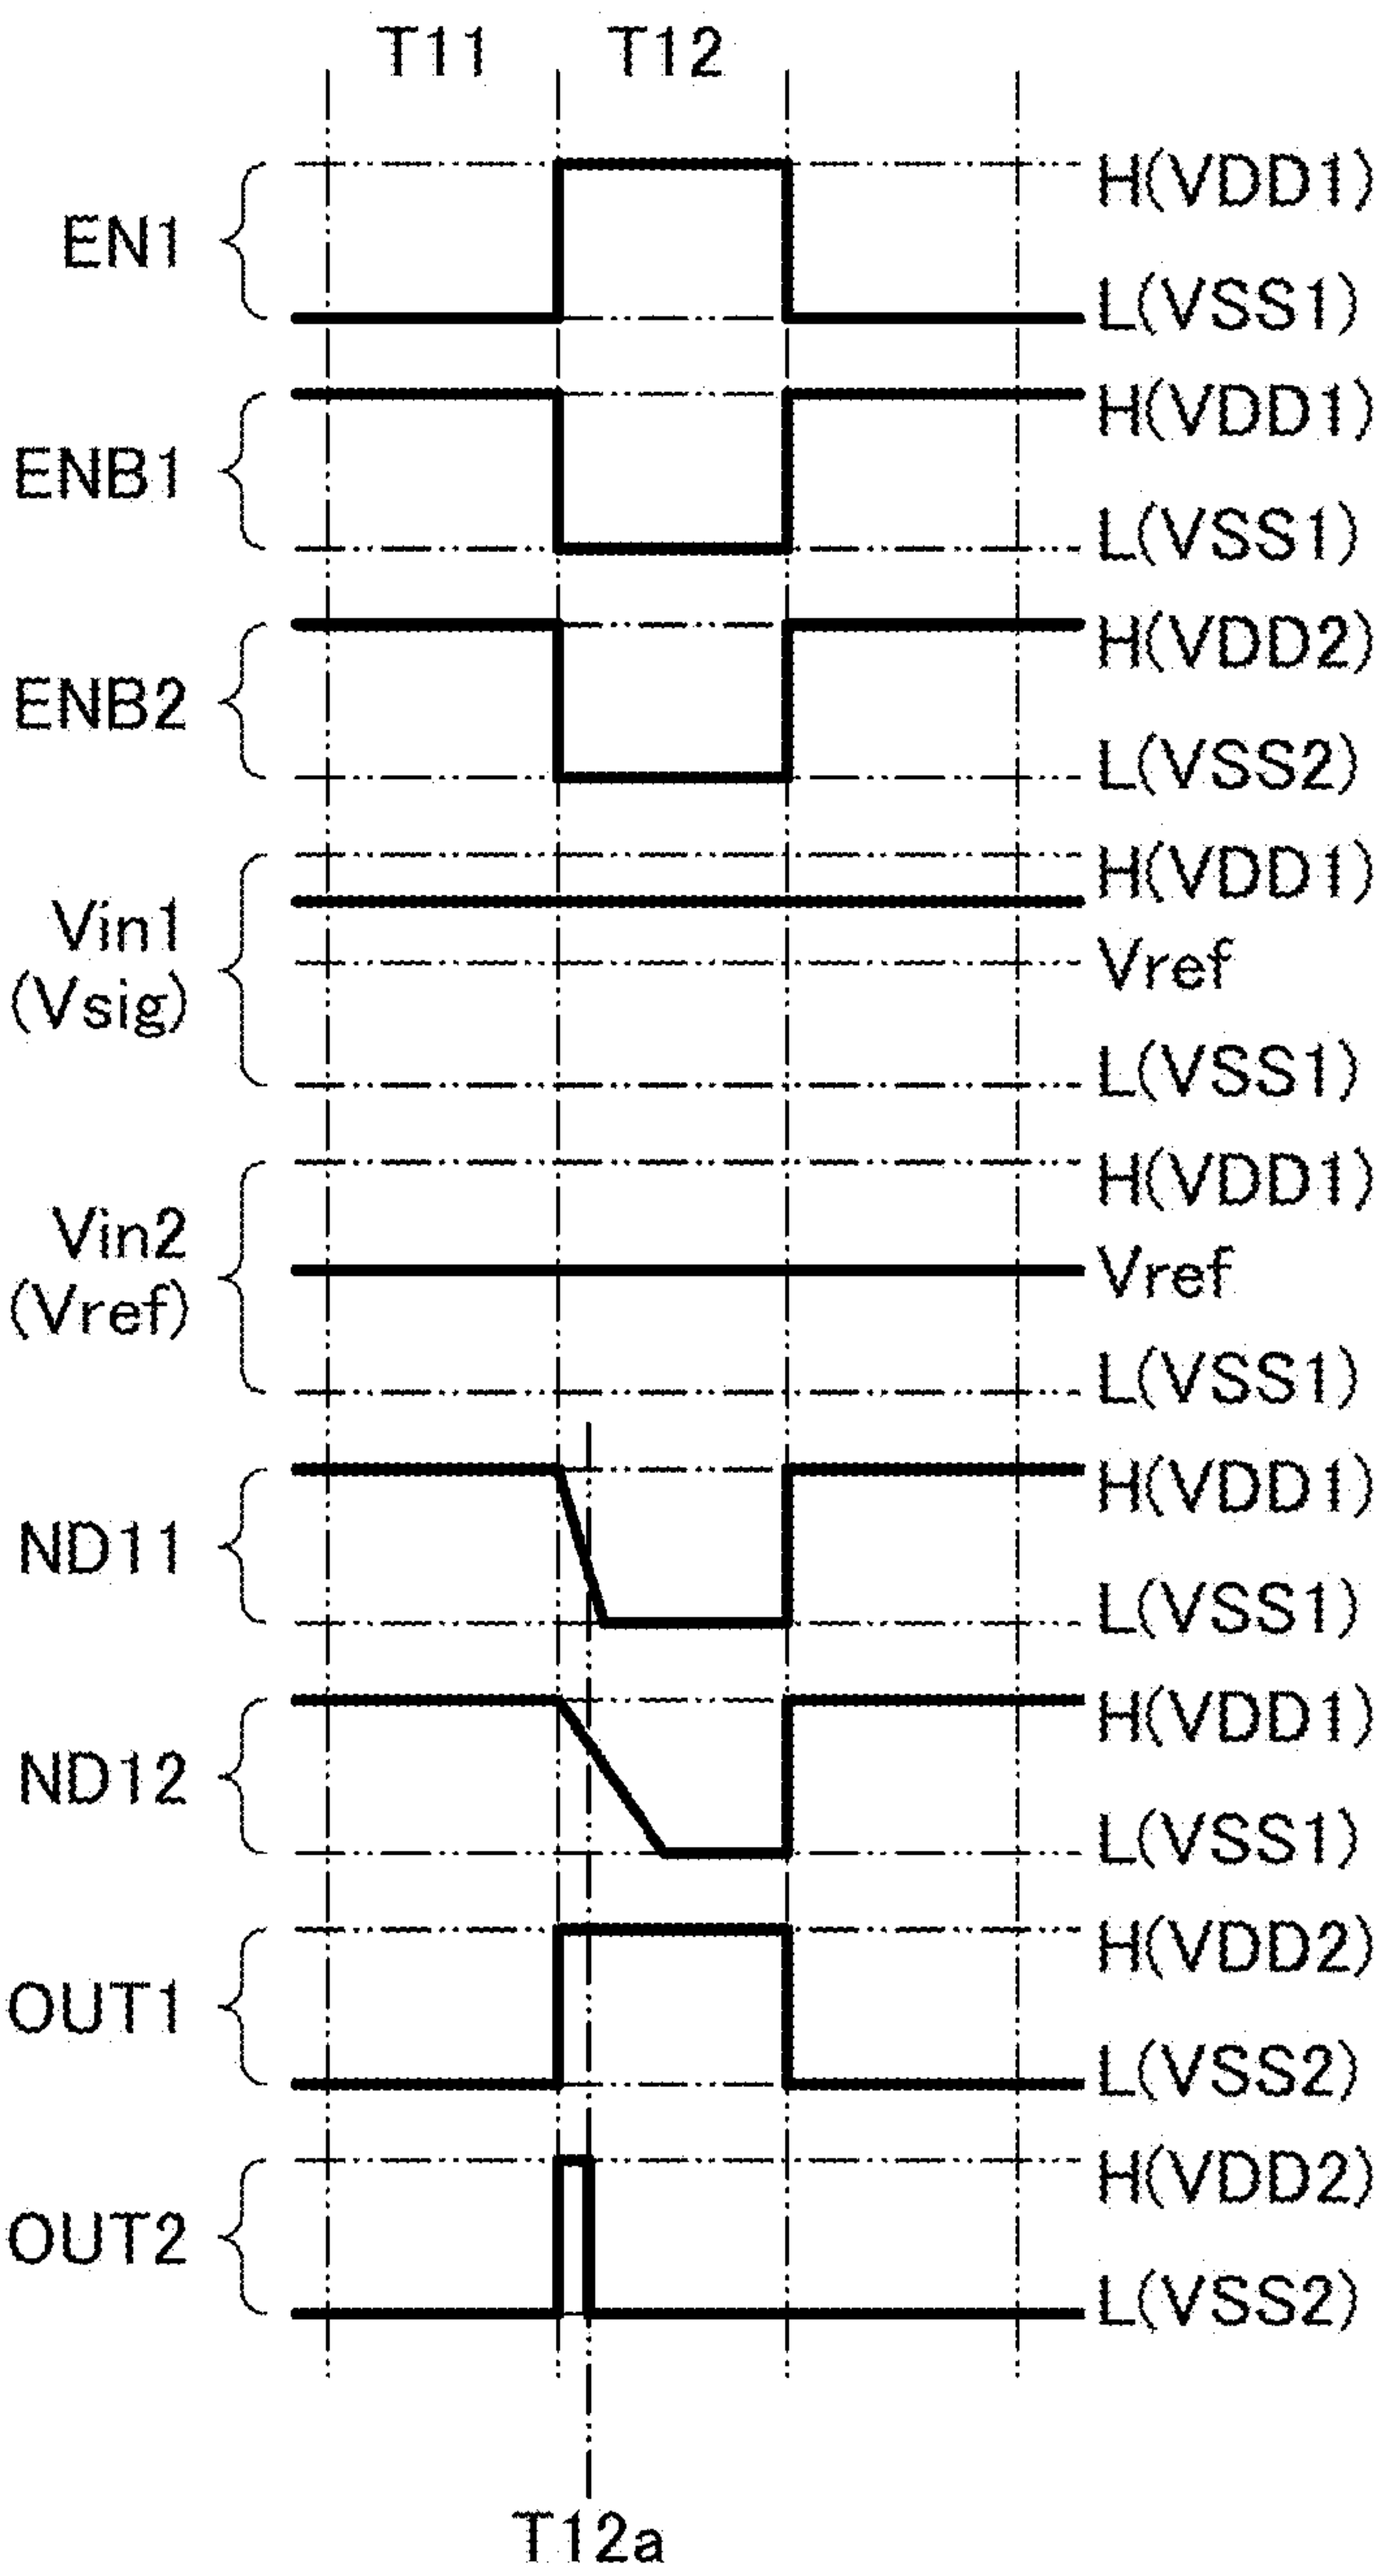 T11 T12
EN1
H(VDD1)
L(VSS1)
ENB1
H(VDD1)
L(VSS1)
ENB2
H(VDD2)
L(VSS2)
Vin1
(Vsig)
H(VDD1)
Vref
L(VSS1)
Vin2
(Vref)
H(VDD1)
Vref
L(VSS1)
ND11
H(VDD1)
L(VSS1)
ND12
H(VDD1)
L(VSS1)
OUT1
H(VDD2)
L(VSS2)
OUT2
H(VDD2)
L(VSS2)
T12a